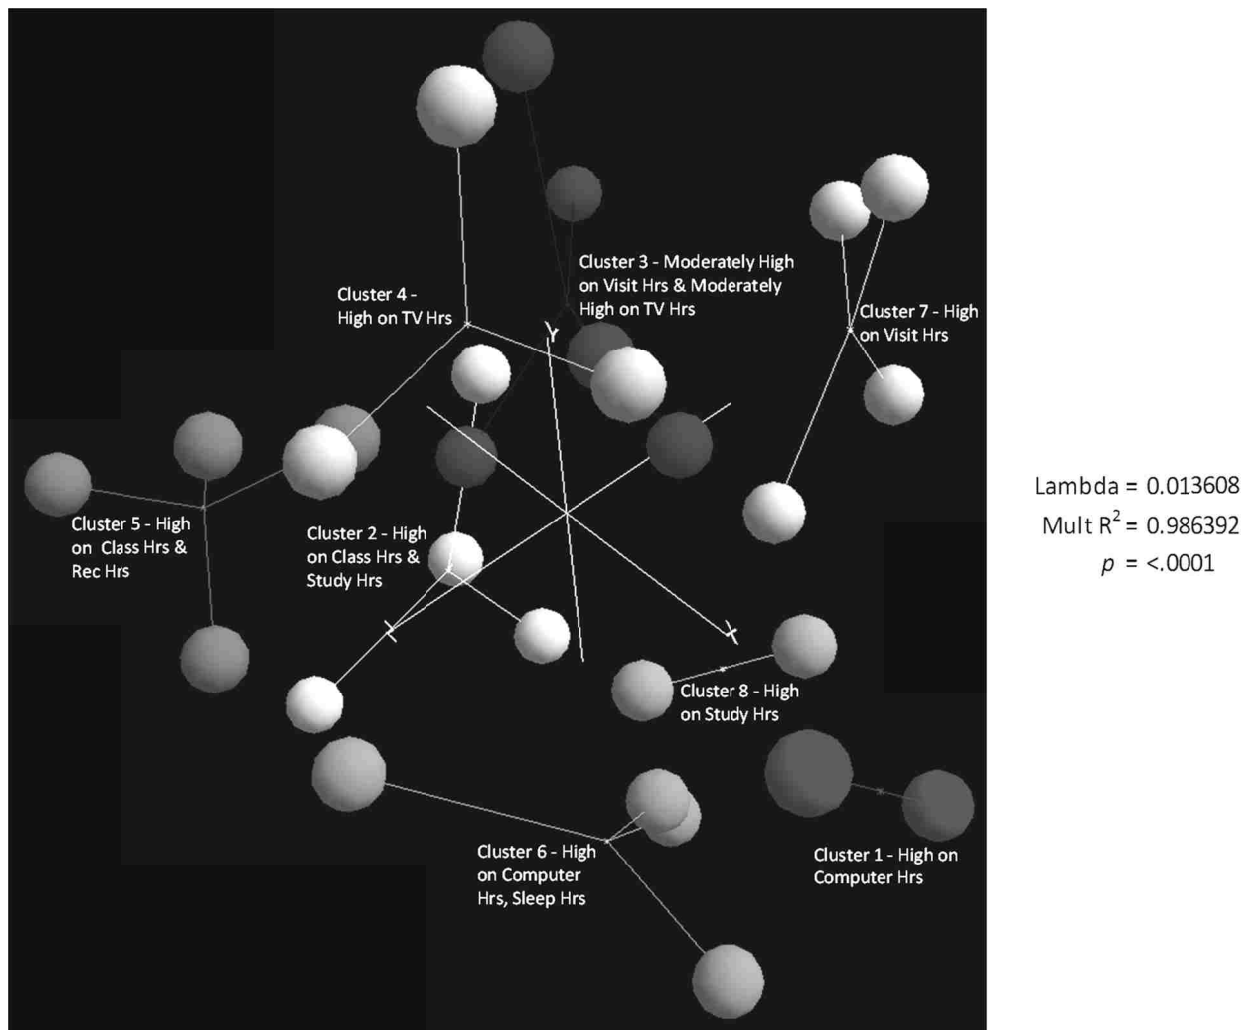 Cluster 3 - Moderately High
on Visit Hrs & Moderately
High on TV Hrs
Cluster 4 -
High on TV Hrs
Cluster 7 - High
on Visit Hrs
Y
Cluster 5 - High
on Class Hrs &
Rec Hrs
Cluster 2 - High
on Class Hrs &
Study Hrs
Z
X
Cluster 8 - High
on Study Hrs
Cluster 6 - High
on Computer
Hrs, Sleep Hrs
Cluster 1 - High on
Computer Hrs
Lambda = 0.013608
Mult R² = 0.986392
p = <.0001